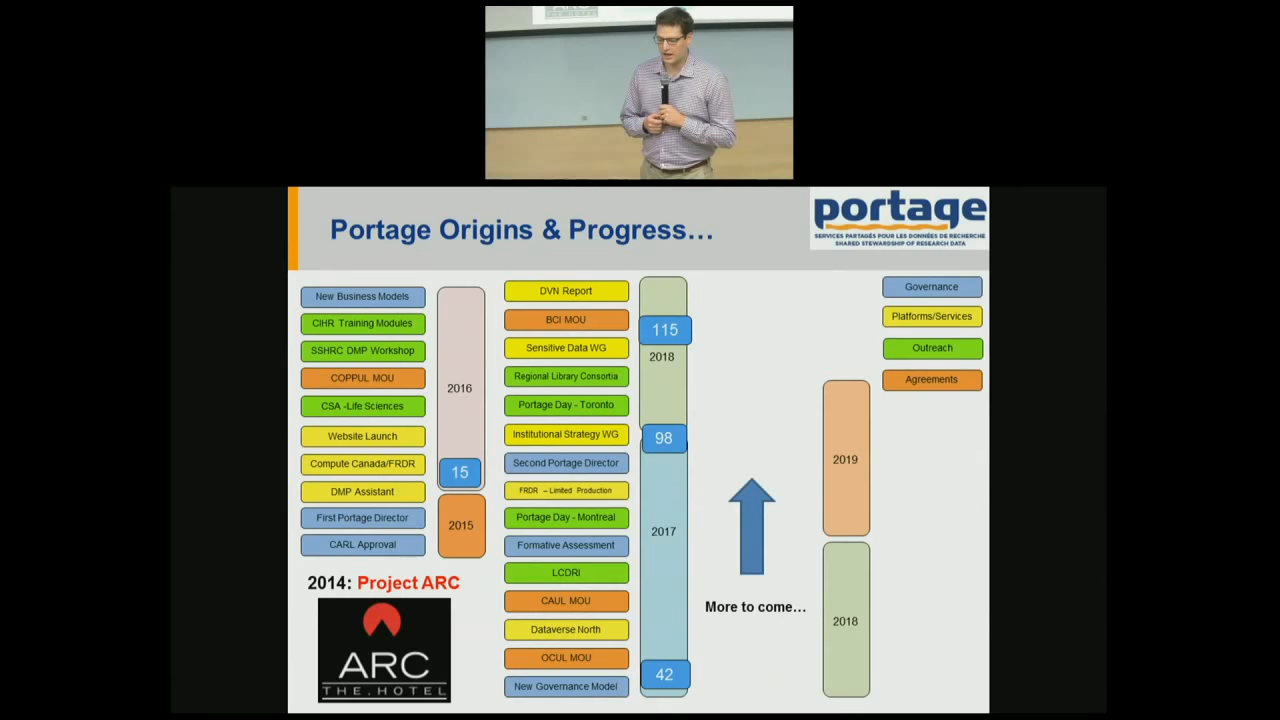 THE.HOTEL
Portage Origins & Progress…
portage
SERVICES PARTAGÉS POUR LES DONNÉES DE RECHERCHE
SHARED STEWARDSHIP OF RESEARCH DATA
New Business Models
CIHR Training Modules
SSHRC DMP Workshop
COPPUL MOU
CSA -Life Sciences
Website Launch
Compute Canada/FRDR
DMP Assistant
First Portage Director
CARL Approval
2016
15
2015
2014: Project ARC
ARC
THE.HOTEL
DVN Report
BCI MOU
Sensitive Data WG
Regional Library Consortia
Portage Day - Toronto
Institutional Strategy WG
Second Portage Director
FRDR – Limited Production
Portage Day - Montreal
Formative Assessment
LCDRI
CAUL MOU
Dataverse North
OCUL MOU
New Governance Model
115
2018
98
2017
42
More to come…
2019
2018
Governance
Platforms/Services
Outreach
Agreements